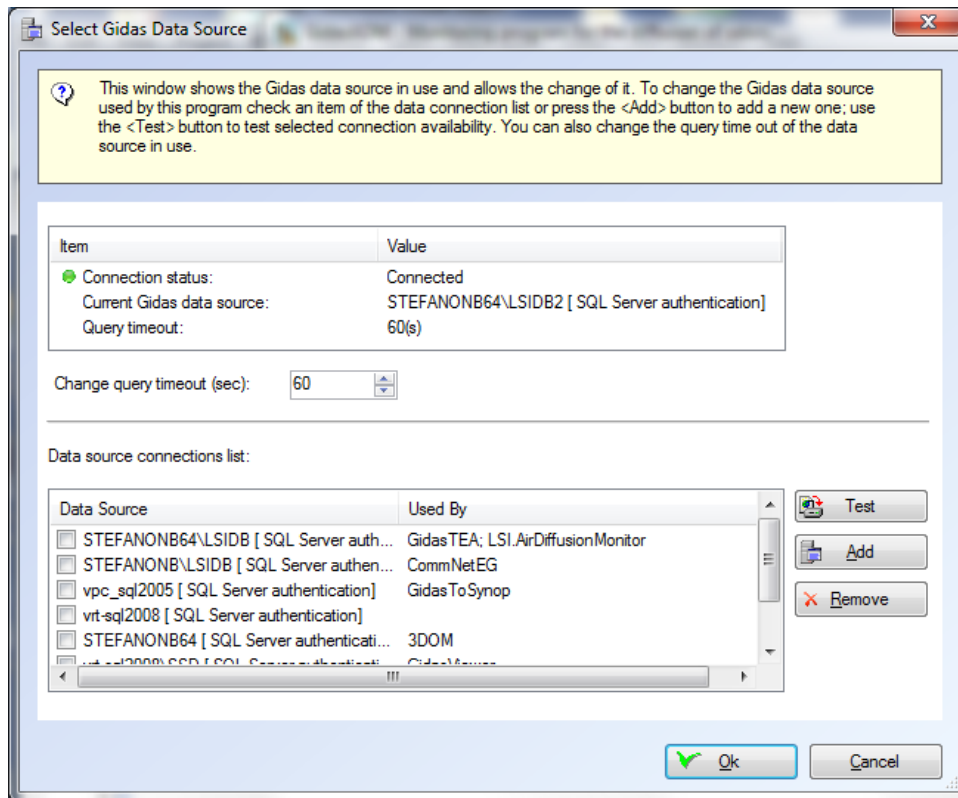 Select Gidas Data Source
This window shows the Gidas data source in use and allows the change of it. To change the Gidas data source
used by this program check an item of the data connection list or press the <Add> button to add a new one; use
the <Test> button to test selected connection availability. You can also change the query time out of the data
source in use.
Item Value
Connection status: Connected
Current Gidas data source: STEFANONB64\LSIDB2 [ SQL Server authentication]
Query timeout: 60(s)
Change query timeout (sec): 60
Data source connections list:
Data Source Used By
STEFANONB64\LSIDB [ SQL Server auth... GidasTEA; LSI.AirDiffusionMonitor
STEFANONB\LSIDB [ SQL Server authen... CommNetEG
vpc_sql2005 [ SQL Server authentication] GidasToSynop
vrt-sql2008 [ SQL Server authentication]
STEFANONB64 [ SQL Server authenticati... 3DOM
vrt-sql2008\SSD [ SQL Server authenticati... GidasViewer
Test
Add
Remove
Ok
Cancel